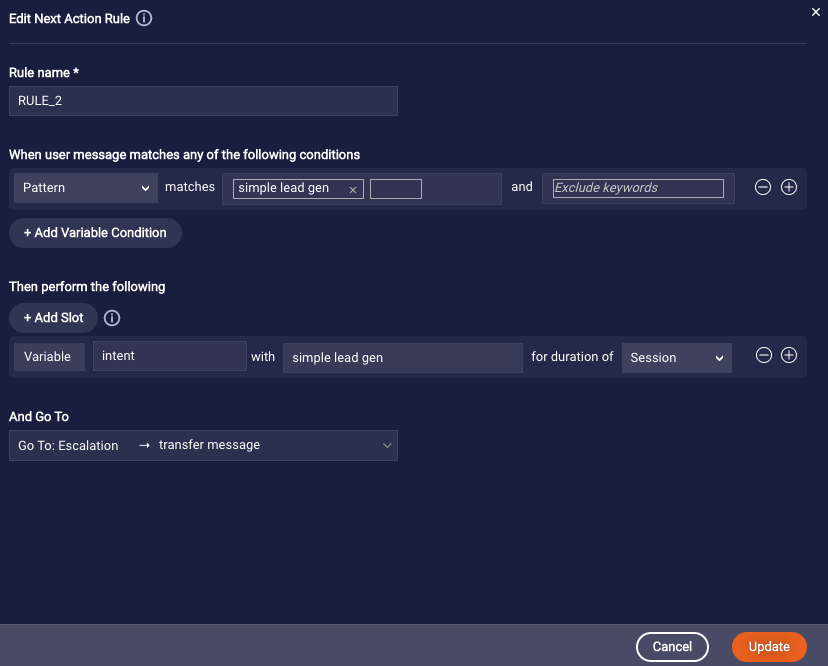 Edit Next Action Rule
Rule name *
RULE_2
When user message matches any of the following conditions
Pattern matches simple lead gen × and Exclude keywords
+ Add Variable Condition
Then perform the following
+ Add Slot
Variable intent with simple lead gen for duration of Session
And Go To
Go To: Escalation → transfer message
Cancel Update